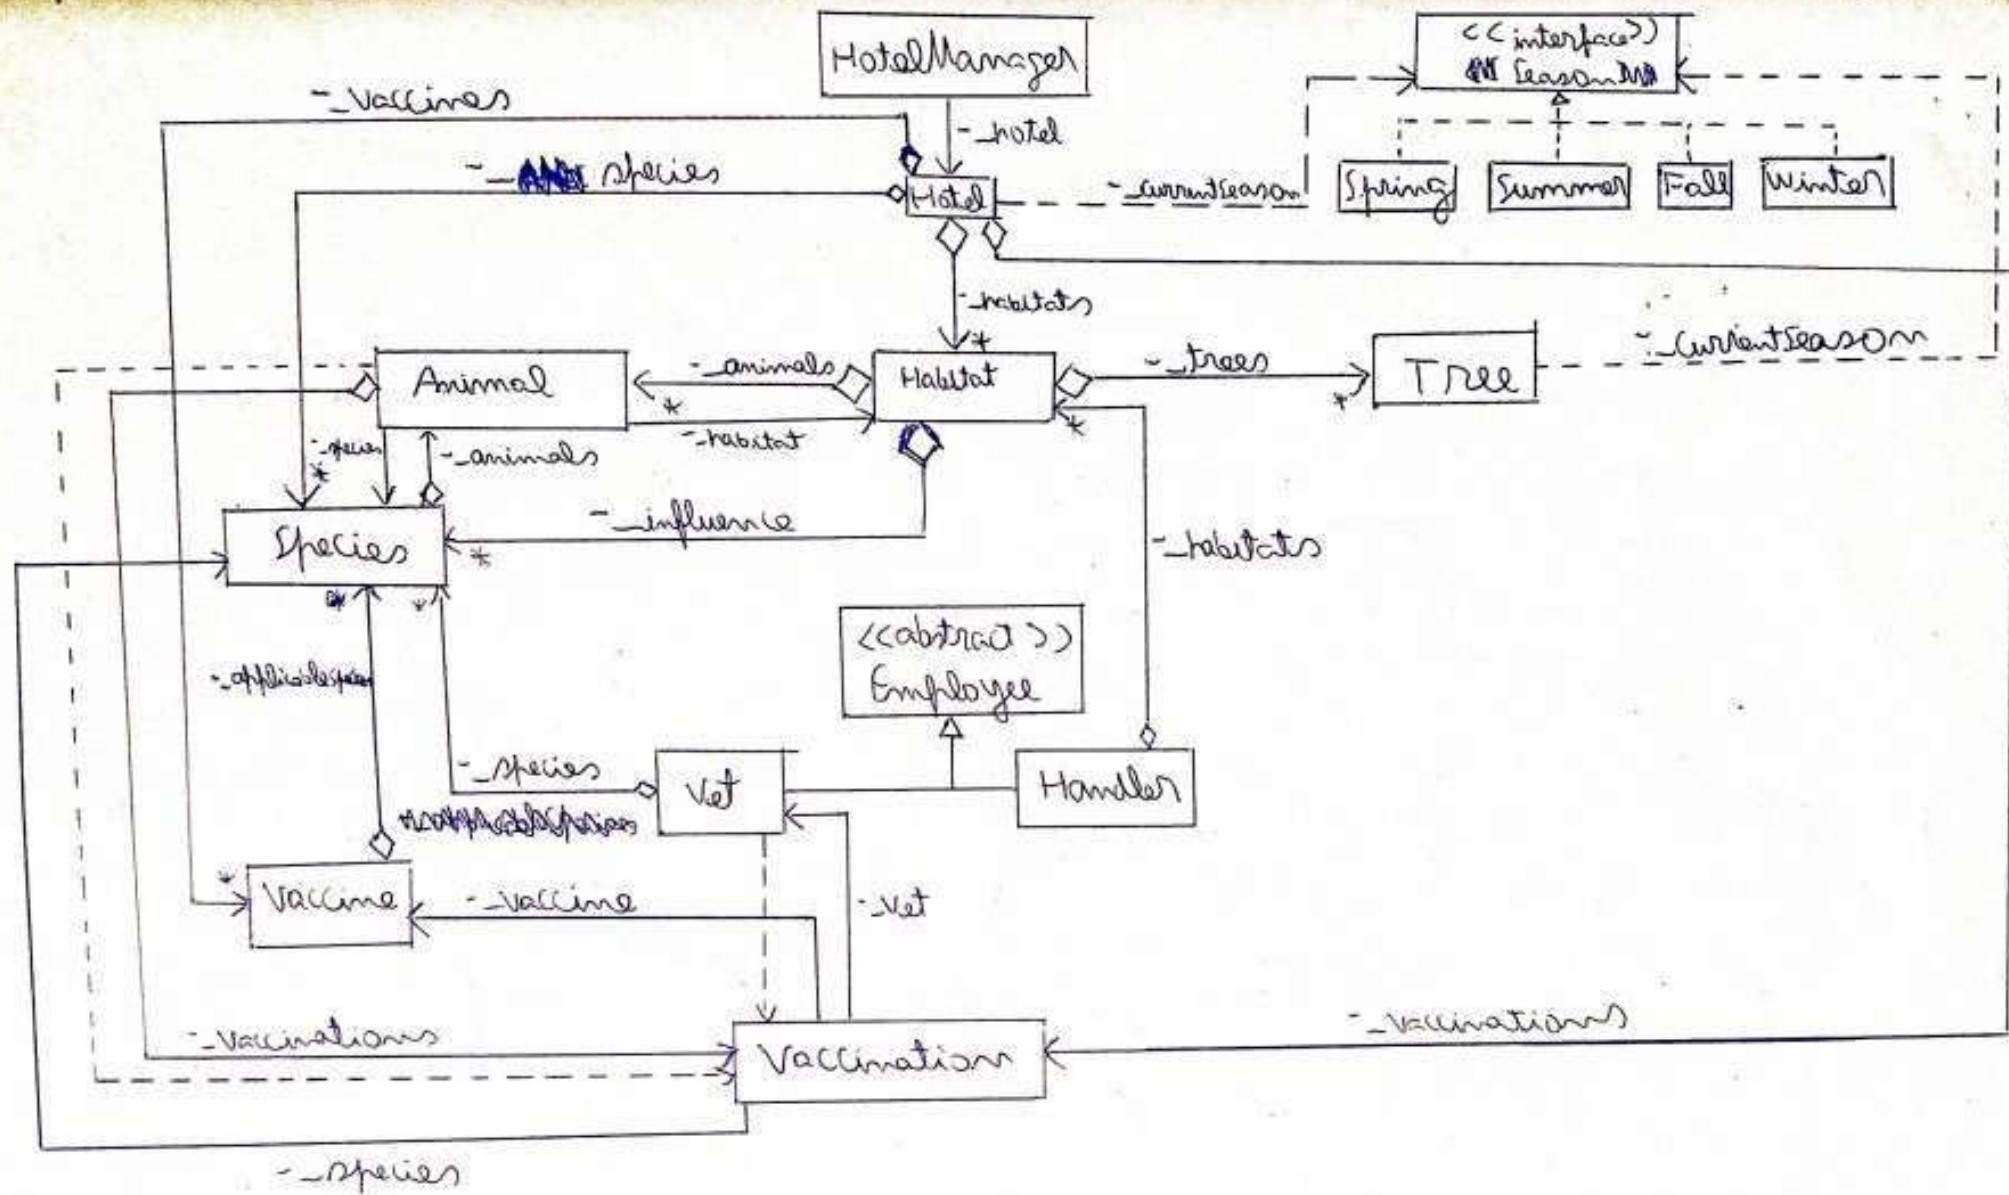 HotelManager
<<interface>>
Season
-_vaccines
-_hotel
-_species
Hotel
-_currentSeason
Spring
Summer
Fall
Winter
-_habitats
*
-_currentSeason
Animal
-_animals
*
Habitat
-_trees
*
Tree
-_habitat
*
-_species
*
-_animals
-_influence
*
Species
-_habitats
*
*
<<abstract>>
Employee
-_species
Vet
Handler
*
Vaccine
-_vaccine
-_vet
-_vaccinations
-_vaccinations
Vaccination
-_species